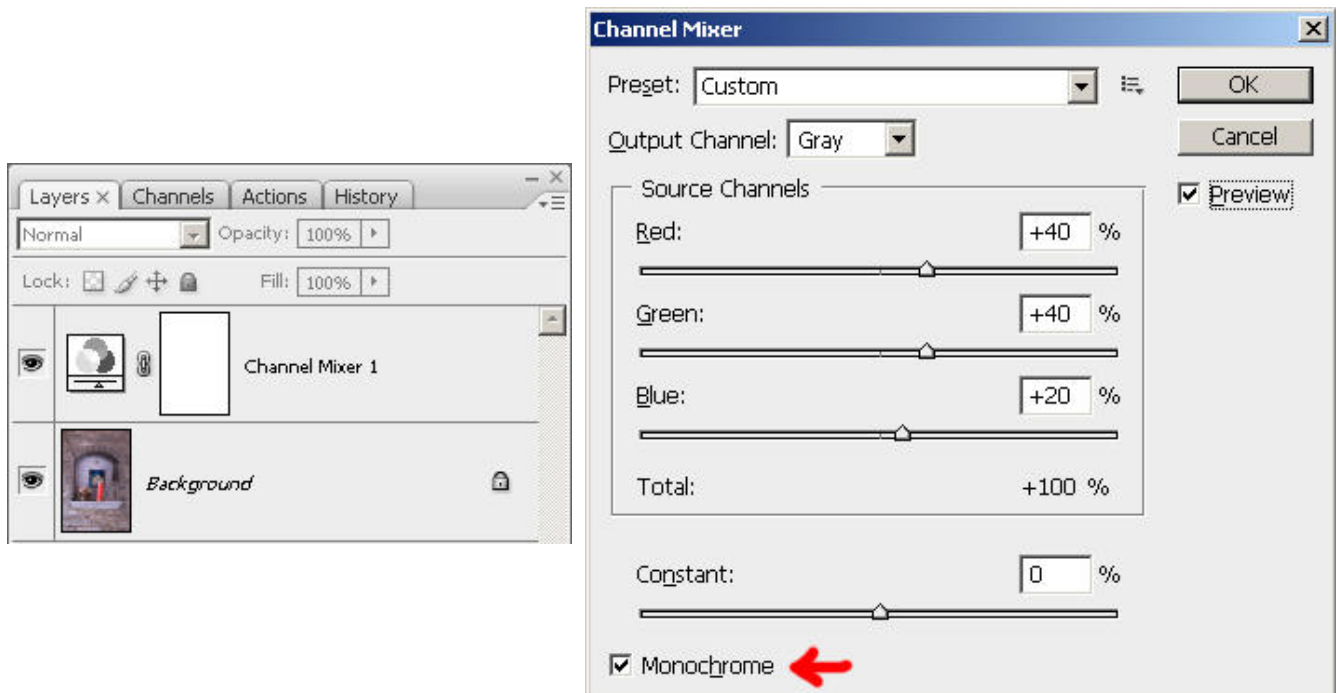 Layers × Channels Actions History
Normal Opacity: 100%
Lock: Fill: 100%
Channel Mixer 1
Background
Channel Mixer
Preset: Custom OK
Output Channel: Gray Cancel
Source Channels Preview
Red: +40 %
Green: +40 %
Blue: +20 %
Total: +100 %
Constant: 0 %
Monochrome